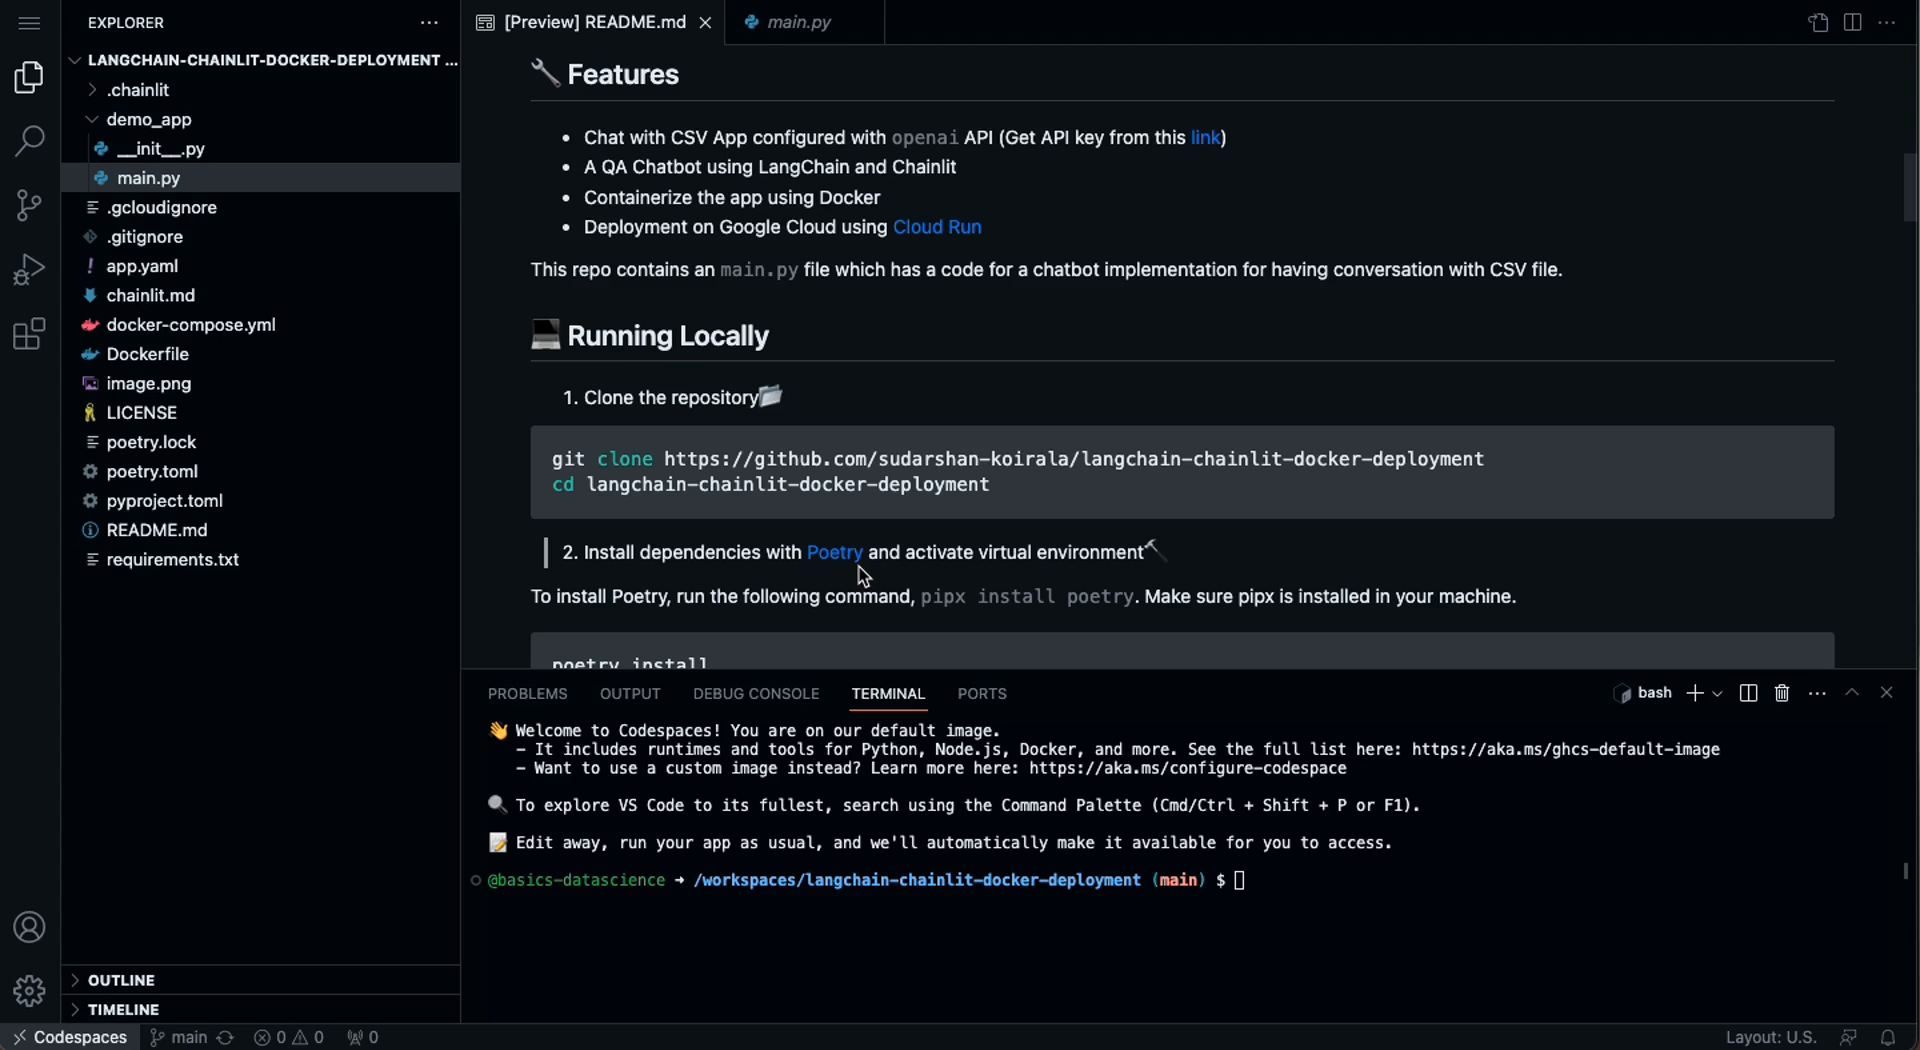 EXPLORER
LANGCHAIN-CHAINLIT-DOCKER-DEPLOYMENT ...
.chainlit
demo_app
__init__.py
main.py
.gcloudignore
.gitignore
app.yaml
chainlit.md
docker-compose.yml
Dockerfile
image.png
LICENSE
poetry.lock
poetry.toml
pyproject.toml
README.md
requirements.txt
OUTLINE
TIMELINE
[Preview] README.md
main.py
Features
• Chat with CSV App configured with openai API (Get API key from this link)
• A QA Chatbot using LangChain and Chainlit
• Containerize the app using Docker
• Deployment on Google Cloud using Cloud Run
This repo contains an main.py file which has a code for a chatbot implementation for having conversation with CSV file.
Running Locally
1. Clone the repository
git clone https://github.com/sudarshan-koirala/langchain-chainlit-docker-deployment
cd langchain-chainlit-docker-deployment
2. Install dependencies with Poetry and activate virtual environment
To install Poetry, run the following command, pipx install poetry. Make sure pipx is installed in your machine.
poetry install
PROBLEMS OUTPUT DEBUG CONSOLE TERMINAL PORTS bash
👋 Welcome to Codespaces! You are on our default image.
- It includes runtimes and tools for Python, Node.js, Docker, and more. See the full list here: https://aka.ms/ghcs-default-image
- Want to use a custom image instead? Learn more here: https://aka.ms/configure-codespace
🔍 To explore VS Code to its fullest, search using the Command Palette (Cmd/Ctrl + Shift + P or F1).
📝 Edit away, run your app as usual, and we'll automatically make it available for you to access.
@basics-datascience → /workspaces/langchain-chainlit-docker-deployment (main) $
Codespaces main 0 0 0 Layout: U.S.